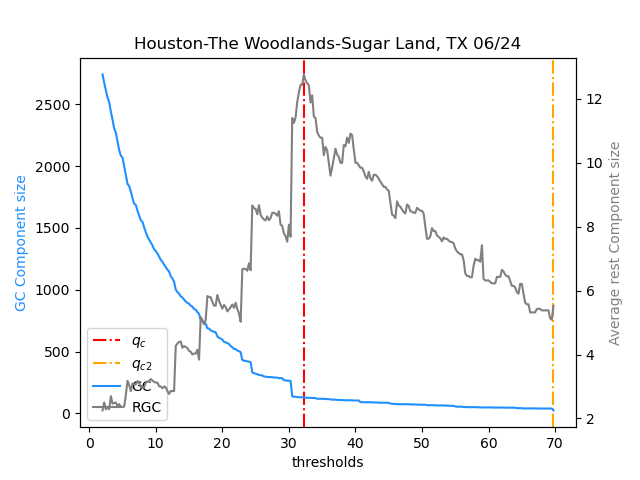 Houston-The Woodlands-Sugar Land, TX 06/24
GC Component size
2500
2000
1500
1000
500
0
12
10
8
6
4
2
Average rest Component size
q_c
q_c2
GC
RGC
0 10 20 30 40 50 60 70
thresholds